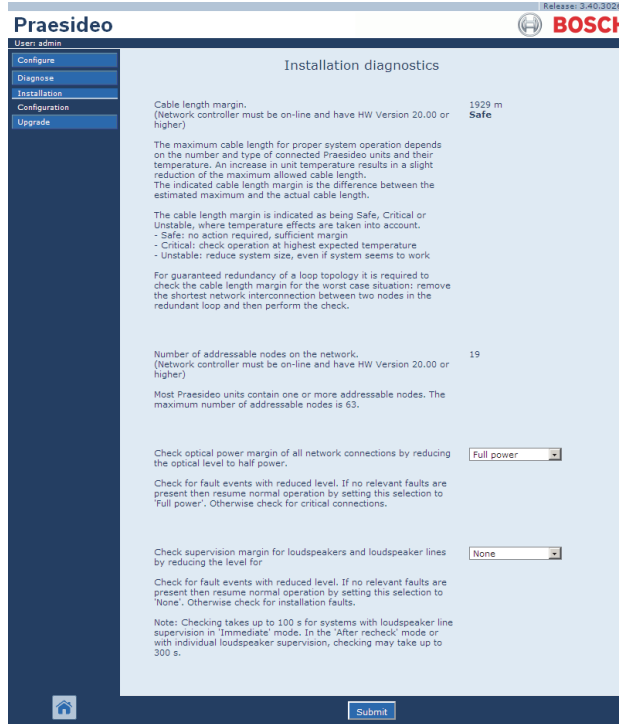 Release: 3.40.3026
Praesideo
BOSCH
User: admin
Configure
Diagnose
Installation
Configuration
Upgrade
Installation diagnostics
Cable length margin.
(Network controller must be on-line and have HW Version 20.00 or
higher)
1929 m
Safe
The maximum cable length for proper system operation depends
on the number and type of connected Praesideo units and their
temperature. An increase in unit temperature results in a slight
reduction of the maximum allowed cable length.
The indicated cable length margin is the difference between the
estimated maximum and the actual cable length.
The cable length margin is indicated as being Safe, Critical or
Unstable, where temperature effects are taken into account.
- Safe: no action required, sufficient margin
- Critical: check operation at highest expected temperature
- Unstable: reduce system size, even if system seems to work
For guaranteed redundancy of a loop topology it is required to
check the cable length margin for the worst case situation: remove
the shortest network interconnection between two nodes in the
redundant loop and then perform the check.
Number of addressable nodes on the network.
(Network controller must be on-line and have HW Version 20.00 or
higher)
19
Most Praesideo units contain one or more addressable nodes. The
maximum number of addressable nodes is 63.
Check optical power margin of all network connections by reducing
the optical level to half power.
Full power
Check for fault events with reduced level. If no relevant faults are
present then resume normal operation by setting this selection to
'Full power'. Otherwise check for critical connections.
Check supervision margin for loudspeakers and loudspeaker lines
by reducing the level for
None
Check for fault events with reduced level. If no relevant faults are
present then resume normal operation by setting this selection to
'None'. Otherwise check for installation faults.
Note: Checking takes up to 100 s for systems with loudspeaker line
supervision in 'Immediate' mode. In the 'After recheck' mode or
with individual loudspeaker supervision, checking may take up to
300 s.
Submit